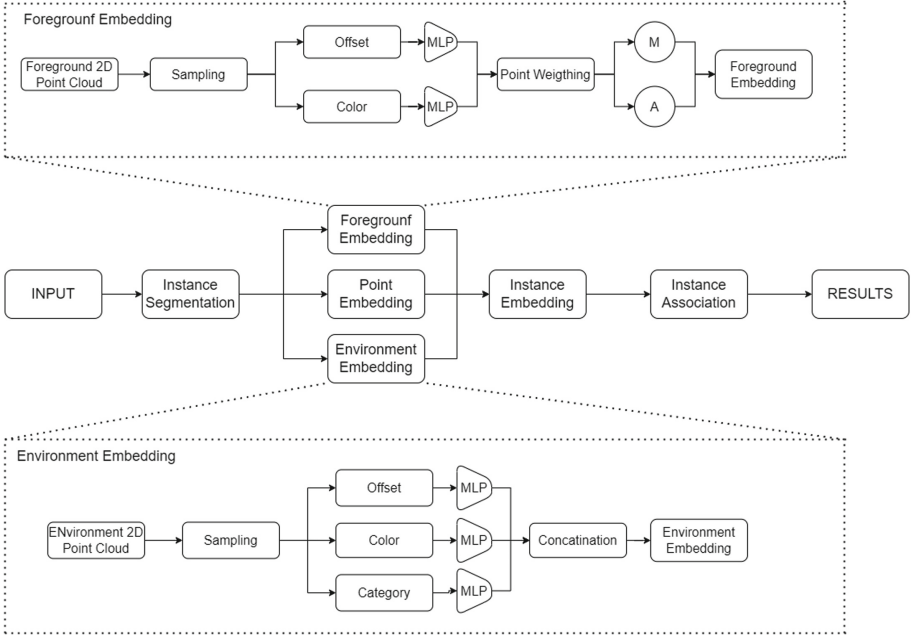 Foregrounf Embedding
Foreground 2D
Point Cloud
Sampling
Offset
MLP
Color
MLP
Point Weigthing
M
A
Foreground
Embedding
INPUT
Instance
Segmentation
Foregrounf
Embedding
Point
Embedding
Environment
Embedding
Instance
Embedding
Instance
Association
RESULTS
Environment Embedding
ENvironment 2D
Point Cloud
Sampling
Offset
MLP
Color
MLP
Category
MLP
Concatination
Environment
Embedding